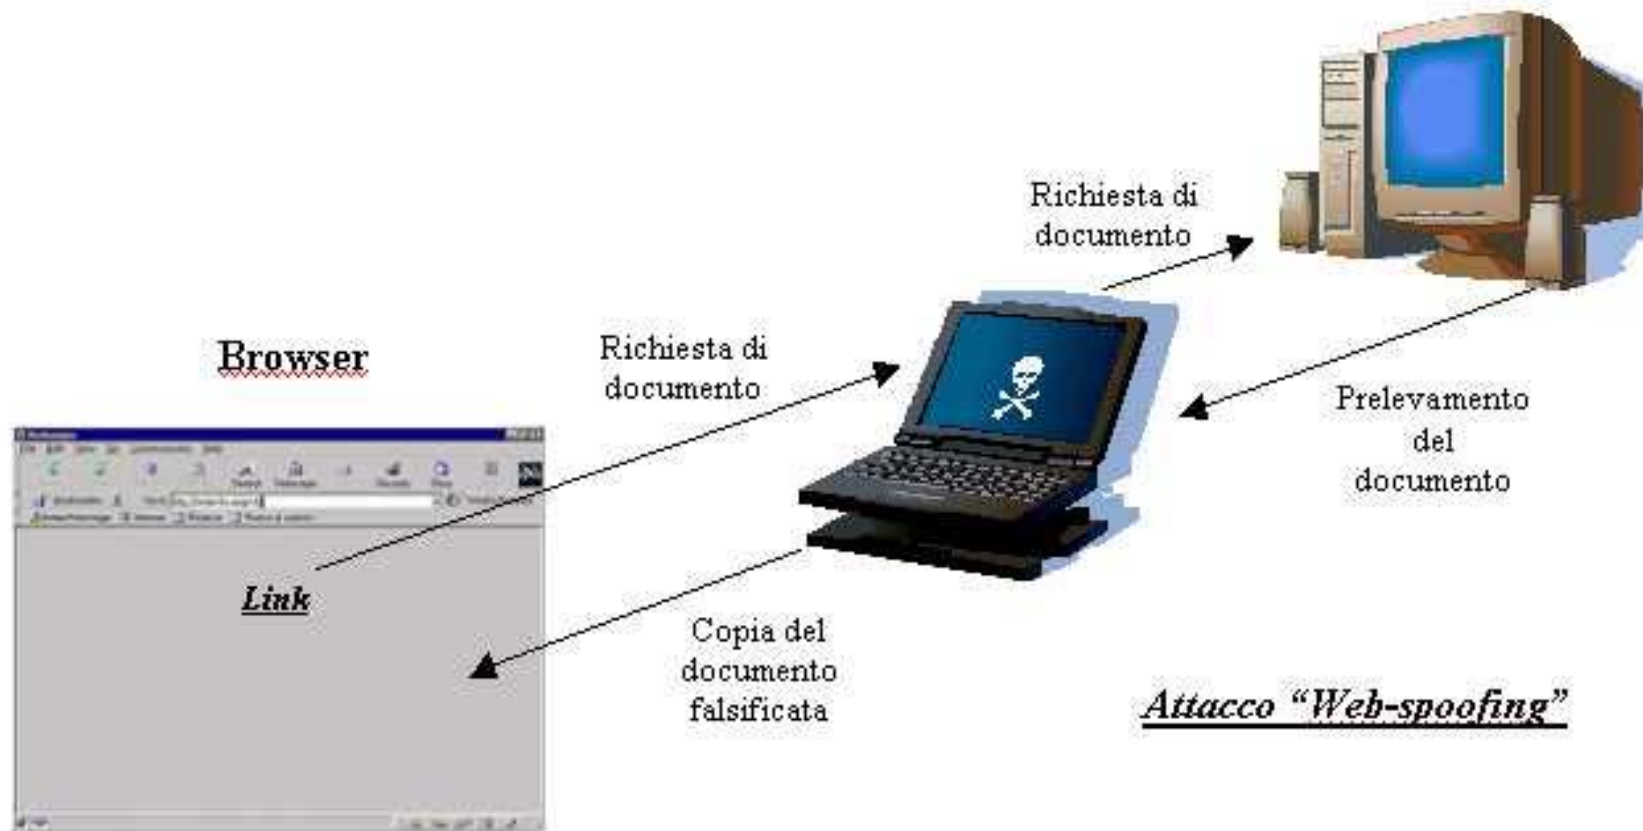 Richiesta di
documento
Browser
Richiesta di
documento
Prelevamento
del
documento
Link
Copia del
documento
falsificata
Attacco “Web-spoofing”